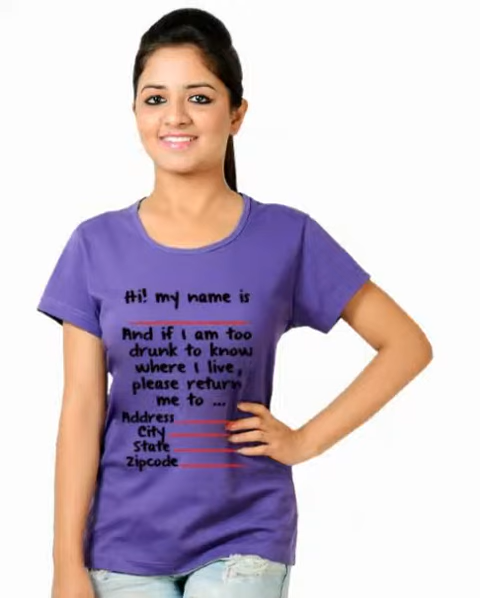 Hi! my name is
And if I am too
drunk to know
where I live,
please return
me to ...
Address
City
State
Zipcode